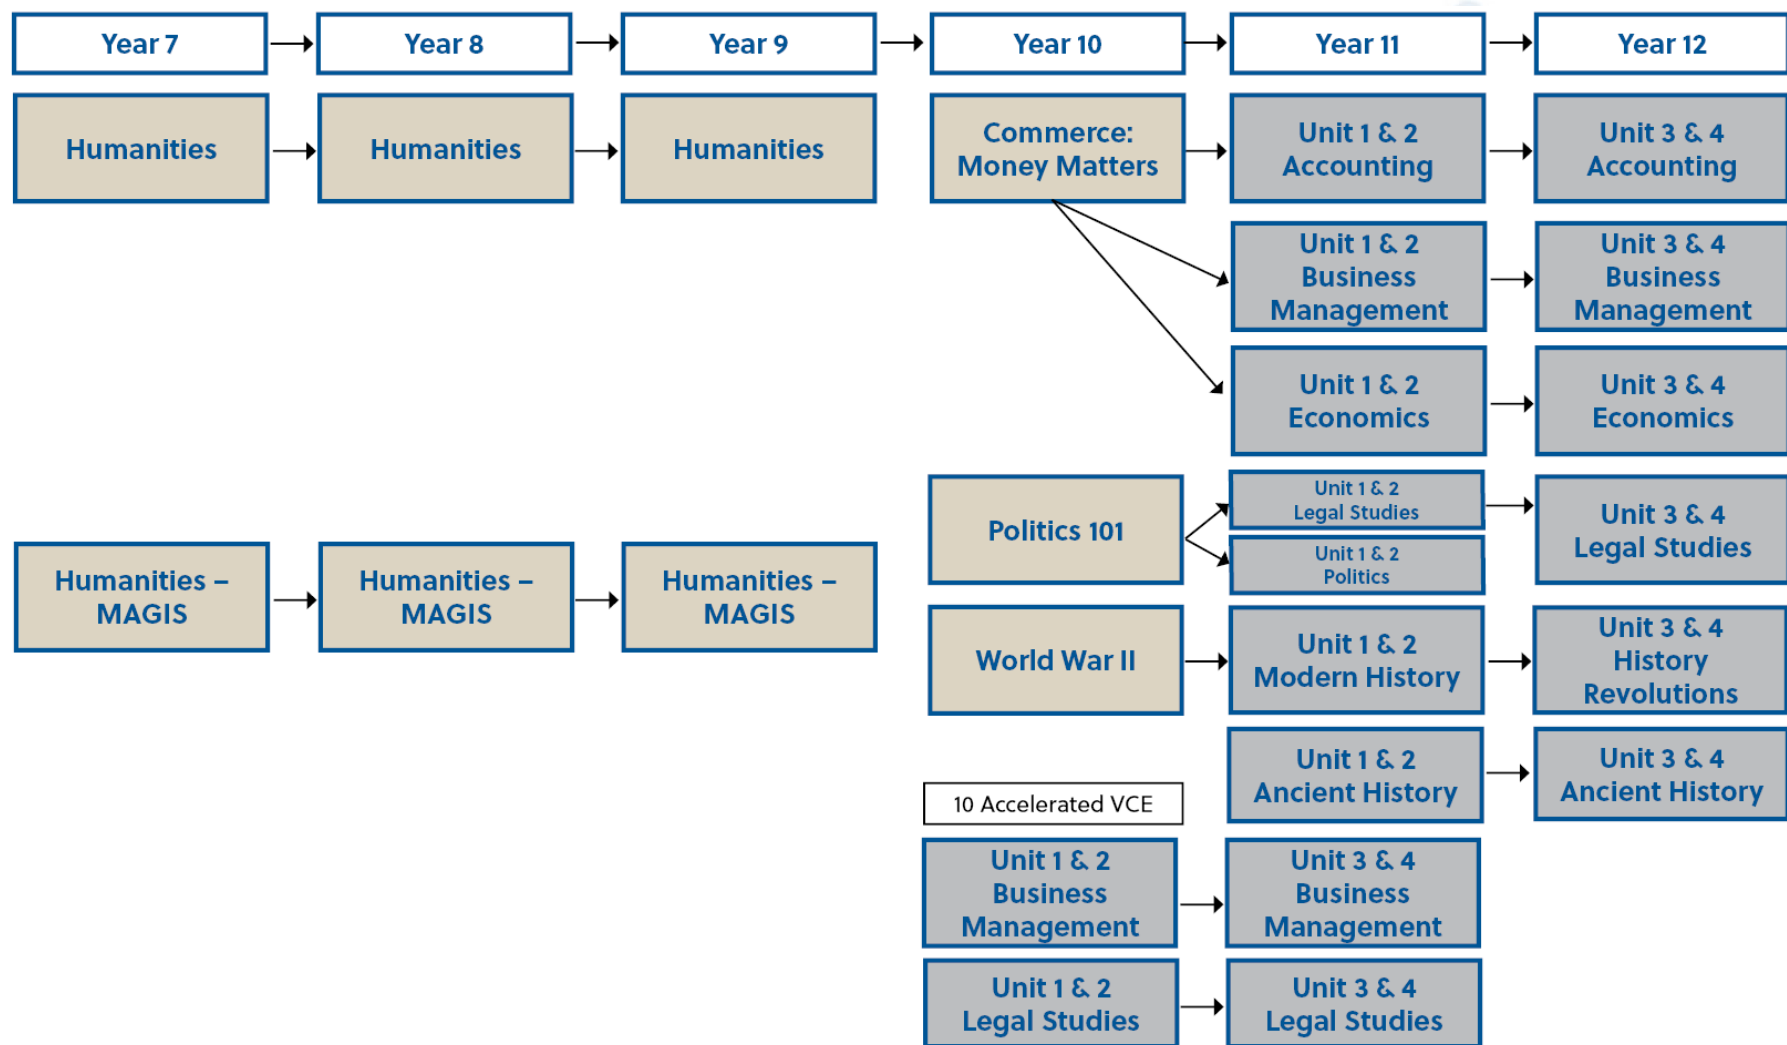 Year 7
Year 8
Year 9
Year 10
Year 11
Year 12
Humanities
Humanities
Humanities
Commerce:
Money Matters
Unit 1 & 2
Accounting
Unit 3 & 4
Accounting
Unit 1 & 2
Business
Management
Unit 3 & 4
Business
Management
Unit 1 & 2
Economics
Unit 3 & 4
Economics
Politics 101
Unit 1 & 2
Legal Studies
Unit 1 & 2
Politics
Unit 3 & 4
Legal Studies
Humanities –
MAGIS
Humanities –
MAGIS
Humanities –
MAGIS
World War II
Unit 1 & 2
Modern History
Unit 3 & 4
History
Revolutions
Unit 1 & 2
Ancient History
Unit 3 & 4
Ancient History
10 Accelerated VCE
Unit 1 & 2
Business
Management
Unit 3 & 4
Business
Management
Unit 1 & 2
Legal Studies
Unit 3 & 4
Legal Studies